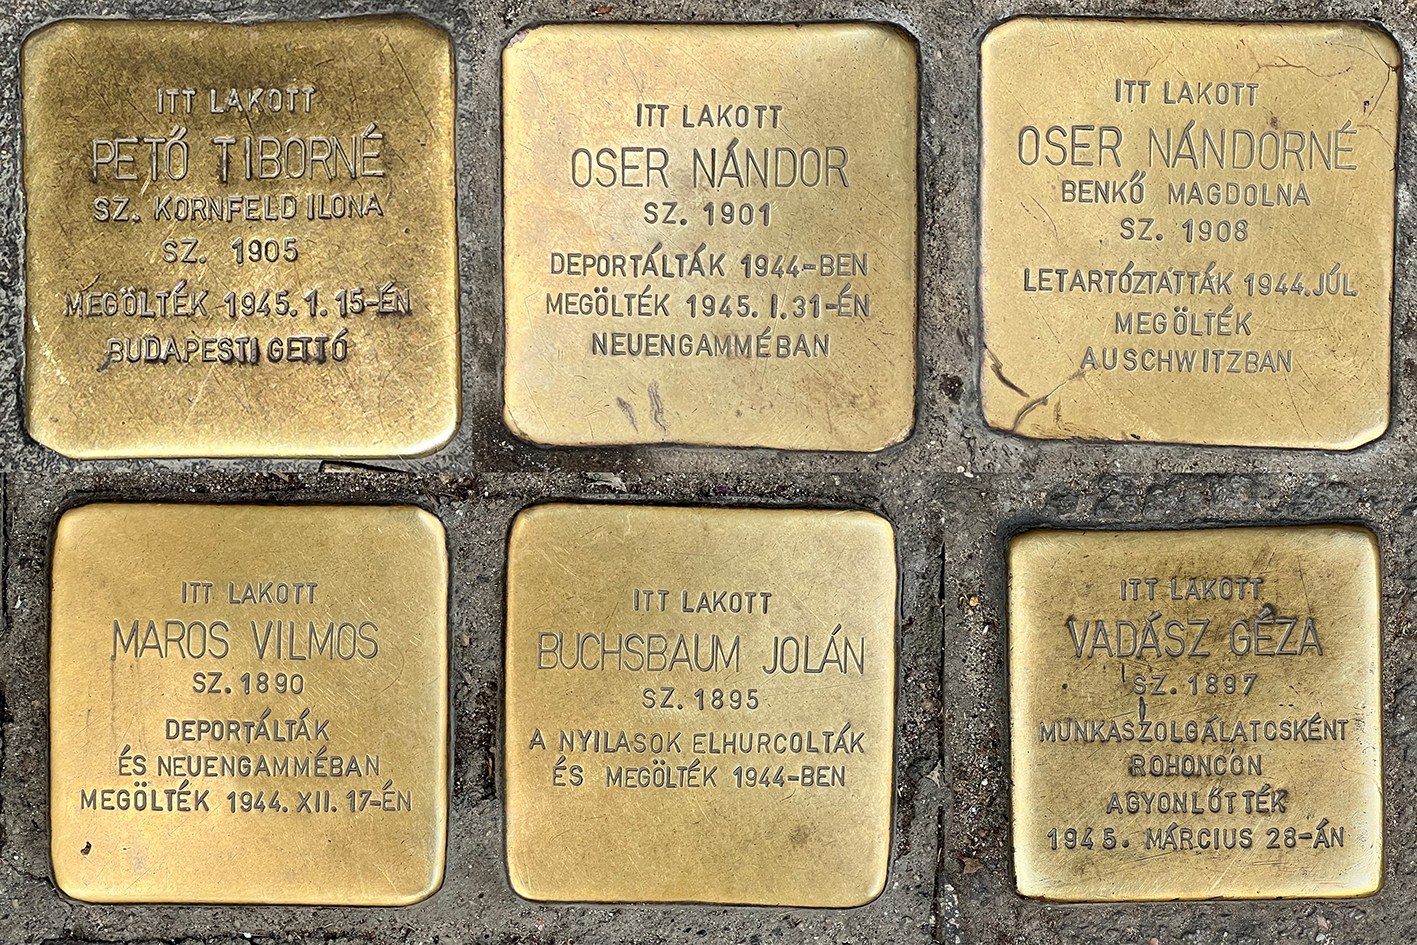 ITT LAKOTT
PETŐ TIBORNÉ
SZ. KORNFELD ILONA
SZ. 1905
MEGÖLTÉK 1945. 1. 15-ÉN
BUDAPESTI GETTÓ
ITT LAKOTT
OSER NÁNDOR
SZ. 1901
DEPORTÁLTÁK 1944-BEN
MEGÖLTÉK 1945. I.31-ÉN
NEUENGAMMÉBAN
ITT LAKOTT
OSER NÁNDORNÉ
BENKŐ MAGDOLNA
SZ. 1908
LETARTÓZTATTÁK 1944.JÚL.
MEGÖLTÉK
AUSCHWITZBAN
ITT LAKOTT
MAROS VILMOS
SZ. 1890
DEPORTÁLTÁK
ÉS NEUENGAMMÉBAN
MEGÖLTÉK 1944. XII. 17-ÉN
ITT LAKOTT
BUCHSBAUM JOLÁN
SZ. 1895
A NYILASOK ELHURCOLTÁK
ÉS MEGÖLTÉK 1944-BEN
ITT LAKOTT
VADÁSZ GÉZA
SZ. 1897
MUNKASZOLGÁLATOSKÉNT
ROHONCON
AGYONLŐTTÉK
1945. MÁRCIUS 28-ÁN